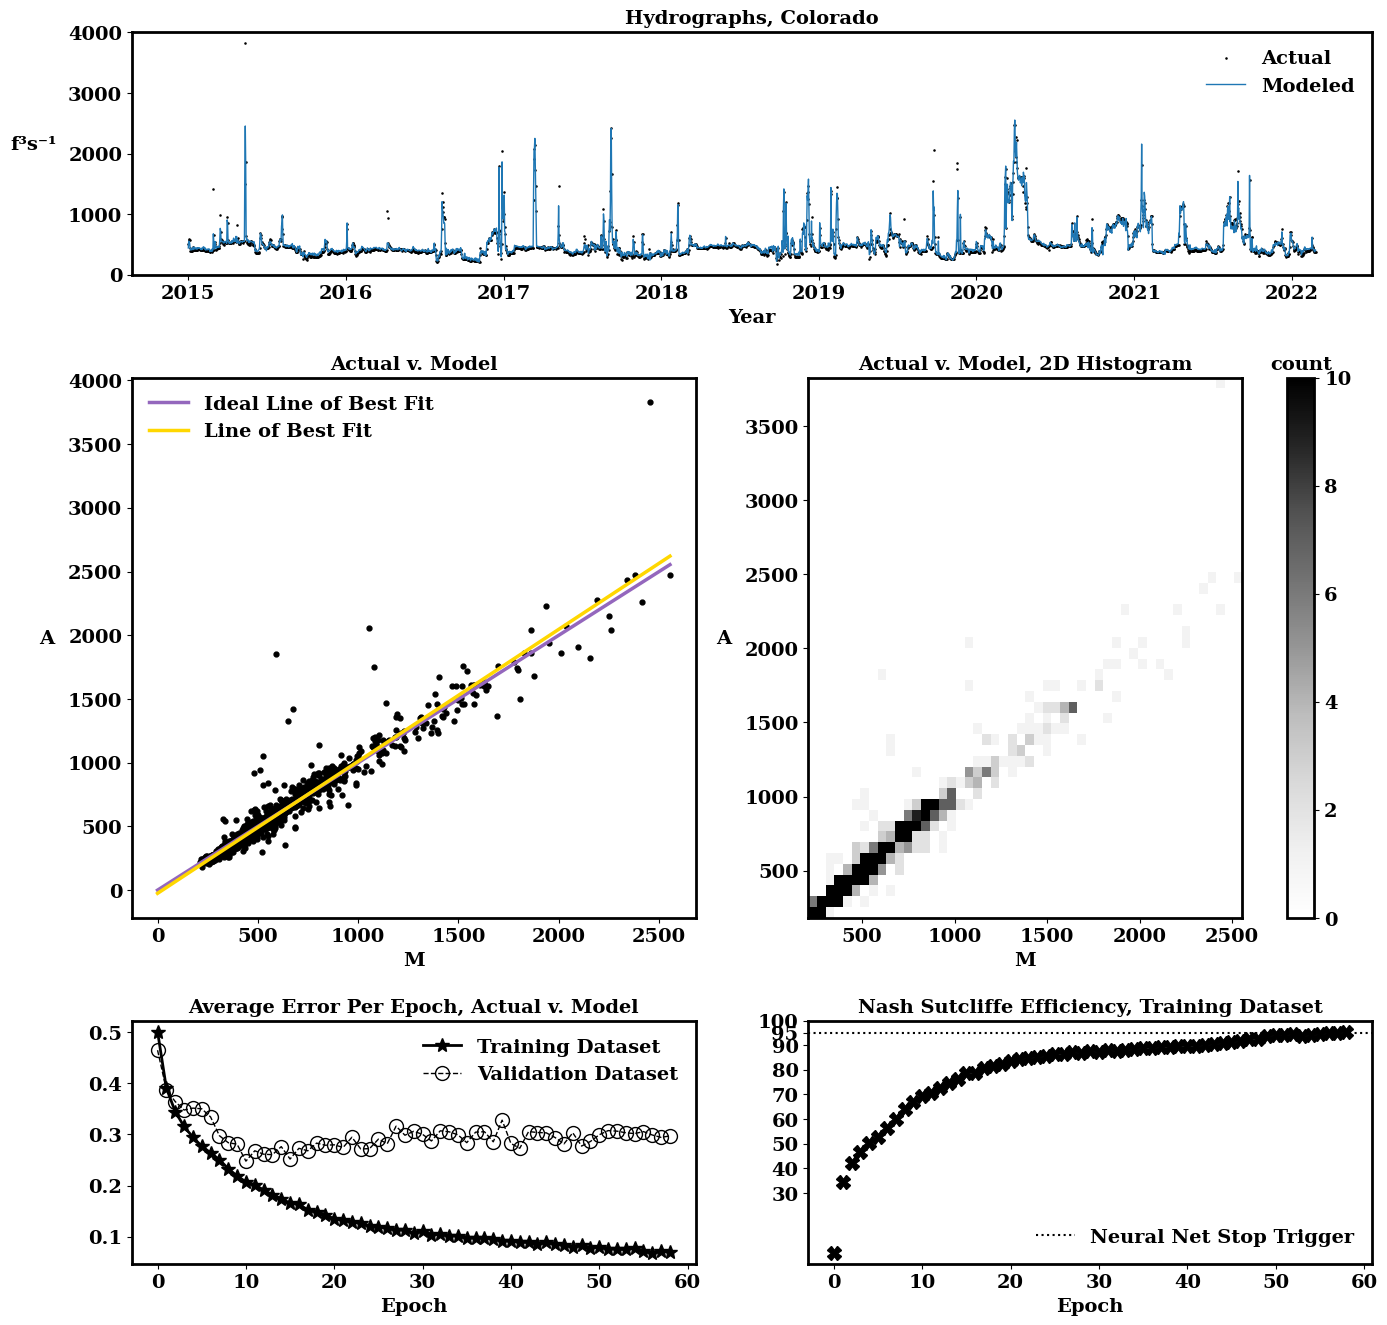 Hydrographs, Colorado
4000
3000
2000
1000
0
f³s⁻¹
Actual
Modeled
2015 2016 2017 2018 2019 2020 2021 2022
Year
Actual v. Model
4000
3500
3000
2500
2000
1500
1000
500
0
A
Ideal Line of Best Fit
Line of Best Fit
0 500 1000 1500 2000 2500
M
Actual v. Model, 2D Histogram
3500
3000
2500
2000
1500
1000
500
A
500 1000 1500 2000 2500
M
count
10
8
6
4
2
0
Average Error Per Epoch, Actual v. Model
0.5
0.4
0.3
0.2
0.1
Training Dataset
Validation Dataset
0 10 20 30 40 50 60
Epoch
Nash Sutcliffe Efficiency, Training Dataset
100
95
90
80
70
60
50
40
30
Neural Net Stop Trigger
0 10 20 30 40 50 60
Epoch